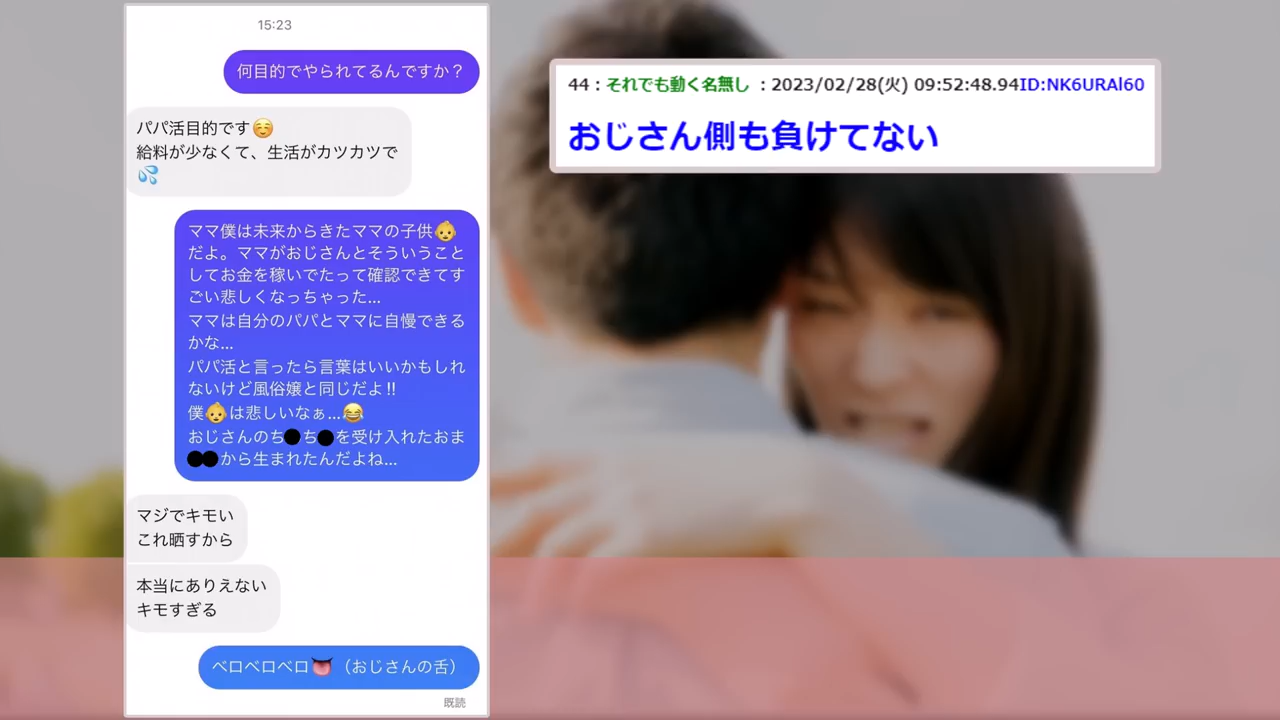 15:23
何目的でやられてるんですか？
パパ活目的です☺️
給料が少なくて、生活がカツカツで
💦
ママ僕は未来からきたママの子供👶
だよ。ママがおじさんとそういうこと
してお金を稼いでたって確認できてす
ごい悲しくなっちゃった...
ママは自分のパパとママに自慢できる
かな...
パパ活と言ったら言葉はいいかもしれ
ないけど風俗嬢と同じだよ‼
僕👶は悲しいなぁ...😂
おじさんのち●ち●を受け入れたおま
●●から生まれたんだよね...
マジでキモい
これ晒すから
本当にありえない
キモすぎる
ベロベロベロ👅（おじさんの舌）
既読
44：それでも動く名無し ：2023/02/28(火) 09:52:48.94ID:NK6URAl60
おじさん側も負けてない